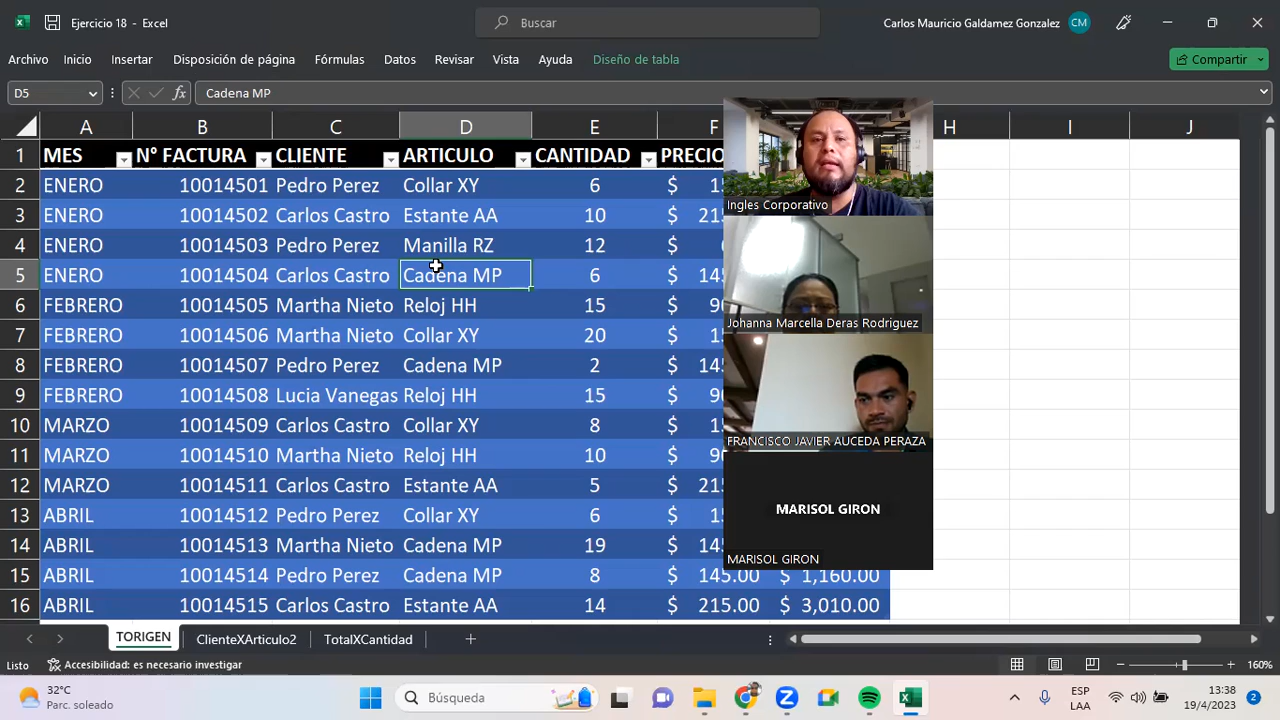 Ejercicio 18 - Excel
Buscar
Carlos Mauricio Galdamez Gonzalez
CM
Archivo Inicio Insertar Disposición de página Fórmulas Datos Revisar Vista Ayuda Diseño de tabla
Compartir
D5
fx
Cadena MP
A B C D E F H I J
1 MES N° FACTURA CLIENTE ARTICULO CANTIDAD PRECIO
2 ENERO 10014501 Pedro Perez Collar XY 6 $
3 ENERO 10014502 Carlos Castro Estante AA 10 $
4 ENERO 10014503 Pedro Perez Manilla RZ 12 $
5 ENERO 10014504 Carlos Castro Cadena MP 6 $
6 FEBRERO 10014505 Martha Nieto Reloj HH 15 $
7 FEBRERO 10014506 Martha Nieto Collar XY 20 $
8 FEBRERO 10014507 Pedro Perez Cadena MP 2 $
9 FEBRERO 10014508 Lucia Vanegas Reloj HH 15 $
10 MARZO 10014509 Carlos Castro Collar XY 8 $
11 MARZO 10014510 Martha Nieto Reloj HH 10 $
12 MARZO 10014511 Carlos Castro Estante AA 5 $
13 ABRIL 10014512 Pedro Perez Collar XY 6 $
14 ABRIL 10014513 Martha Nieto Cadena MP 19 $
15 ABRIL 10014514 Pedro Perez Cadena MP 8 $ 145.00 $ 1,160.00
16 ABRIL 10014515 Carlos Castro Estante AA 14 $ 215.00 $ 3,010.00
Ingles Corporativo
Johanna Marcella Deras Rodriguez
FRANCISCO JAVIER AUCEDA PERAZA
MARISOL GIRON
MARISOL GIRON
TORIGEN ClienteXArticulo2 TotalXCantidad
Listo Accesibilidad: es necesario investigar 160%
32°C
Parc. soleado
Búsqueda
ESP
LAA
13:38
19/4/2023
2